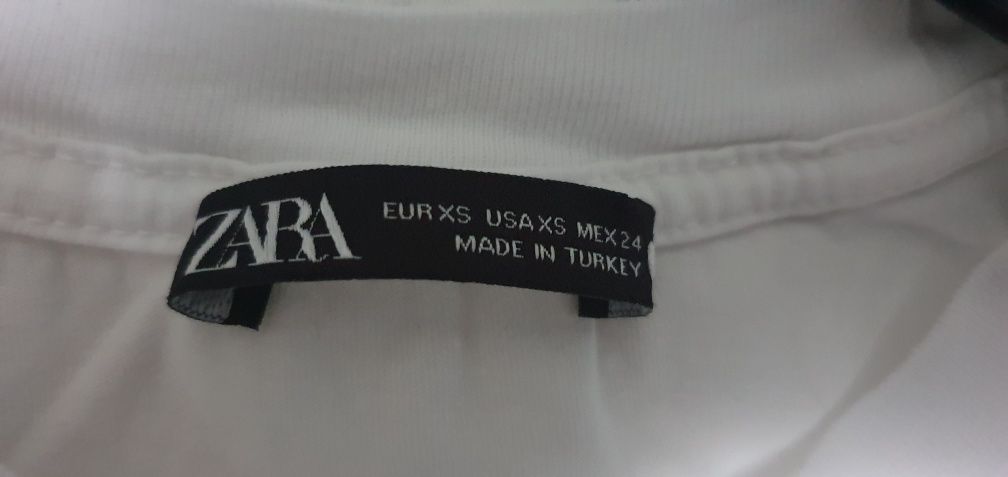 ZARA
EUR XS USA XS MEX 24
MADE IN TURKEY